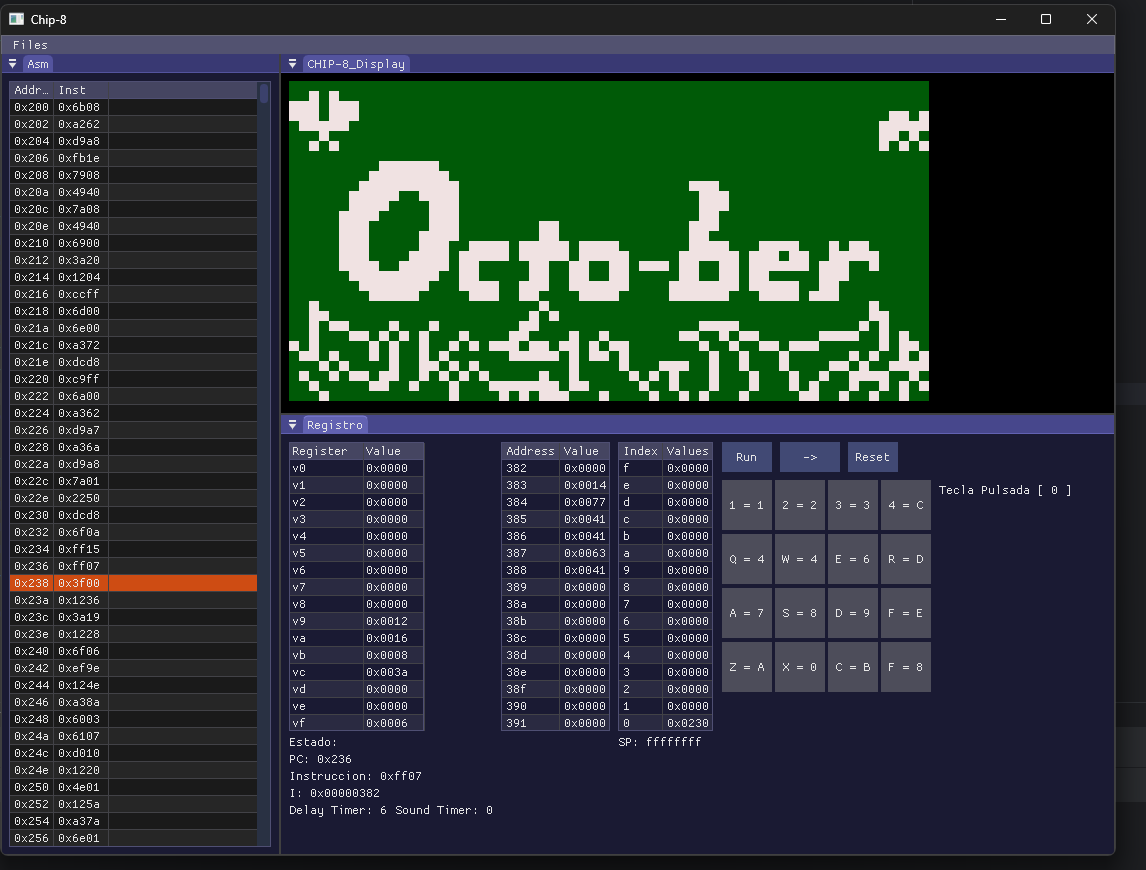 Chip-8
Files
Asm
Addr… Inst
0x200 0x6b08
0x202 0xa262
0x204 0xd9a8
0x206 0xfb1e
0x208 0x7908
0x20a 0x4940
0x20c 0x7a08
0x20e 0x4940
0x210 0x6900
0x212 0x3a20
0x214 0x1204
0x216 0xccff
0x218 0x6d00
0x21a 0x6e00
0x21c 0xa372
0x21e 0xdcd8
0x220 0xc9ff
0x222 0x6a00
0x224 0xa362
0x226 0xd9a7
0x228 0xa36a
0x22a 0xd9a8
0x22c 0x7a01
0x22e 0x2250
0x230 0xdcd8
0x232 0x6f0a
0x234 0xff15
0x236 0xff07
0x238 0x3f00
0x23a 0x1236
0x23c 0x3a19
0x23e 0x1228
0x240 0x6f06
0x242 0xef9e
0x244 0x124e
0x246 0xa38a
0x248 0x6003
0x24a 0x6107
0x24c 0xd010
0x24e 0x1220
0x250 0x4e01
0x252 0x125a
0x254 0xa37a
0x256 0x6e01
CHIP-8_Display
Octo-ber
Registro
Register Value
v0 0x0000
v1 0x0000
v2 0x0000
v3 0x0000
v4 0x0000
v5 0x0000
v6 0x0000
v7 0x0000
v8 0x0000
v9 0x0012
va 0x0016
vb 0x0008
vc 0x003a
vd 0x0000
ve 0x0000
vf 0x0006
Estado:
PC: 0x236
Instruccion: 0xff07
I: 0x00000382
Delay Timer: 6 Sound Timer: 0
Address Value
382 0x0000
383 0x0014
384 0x0077
385 0x0041
386 0x0041
387 0x0063
388 0x0041
389 0x0000
38a 0x0000
38b 0x0000
38c 0x0000
38d 0x0000
38e 0x0000
38f 0x0000
390 0x0000
391 0x0000
Index Values
f 0x0000
e 0x0000
d 0x0000
c 0x0000
b 0x0000
a 0x0000
9 0x0000
8 0x0000
7 0x0000
6 0x0000
5 0x0000
4 0x0000
3 0x0000
2 0x0000
1 0x0000
0 0x0230
SP: ffffffff
Run -> Reset
1 = 1 2 = 2 3 = 3 4 = C
Q = 4 W = 4 E = 6 R = D
A = 7 S = 8 D = 9 F = E
Z = A X = 0 C = B F = 8
Tecla Pulsada [ 0 ]